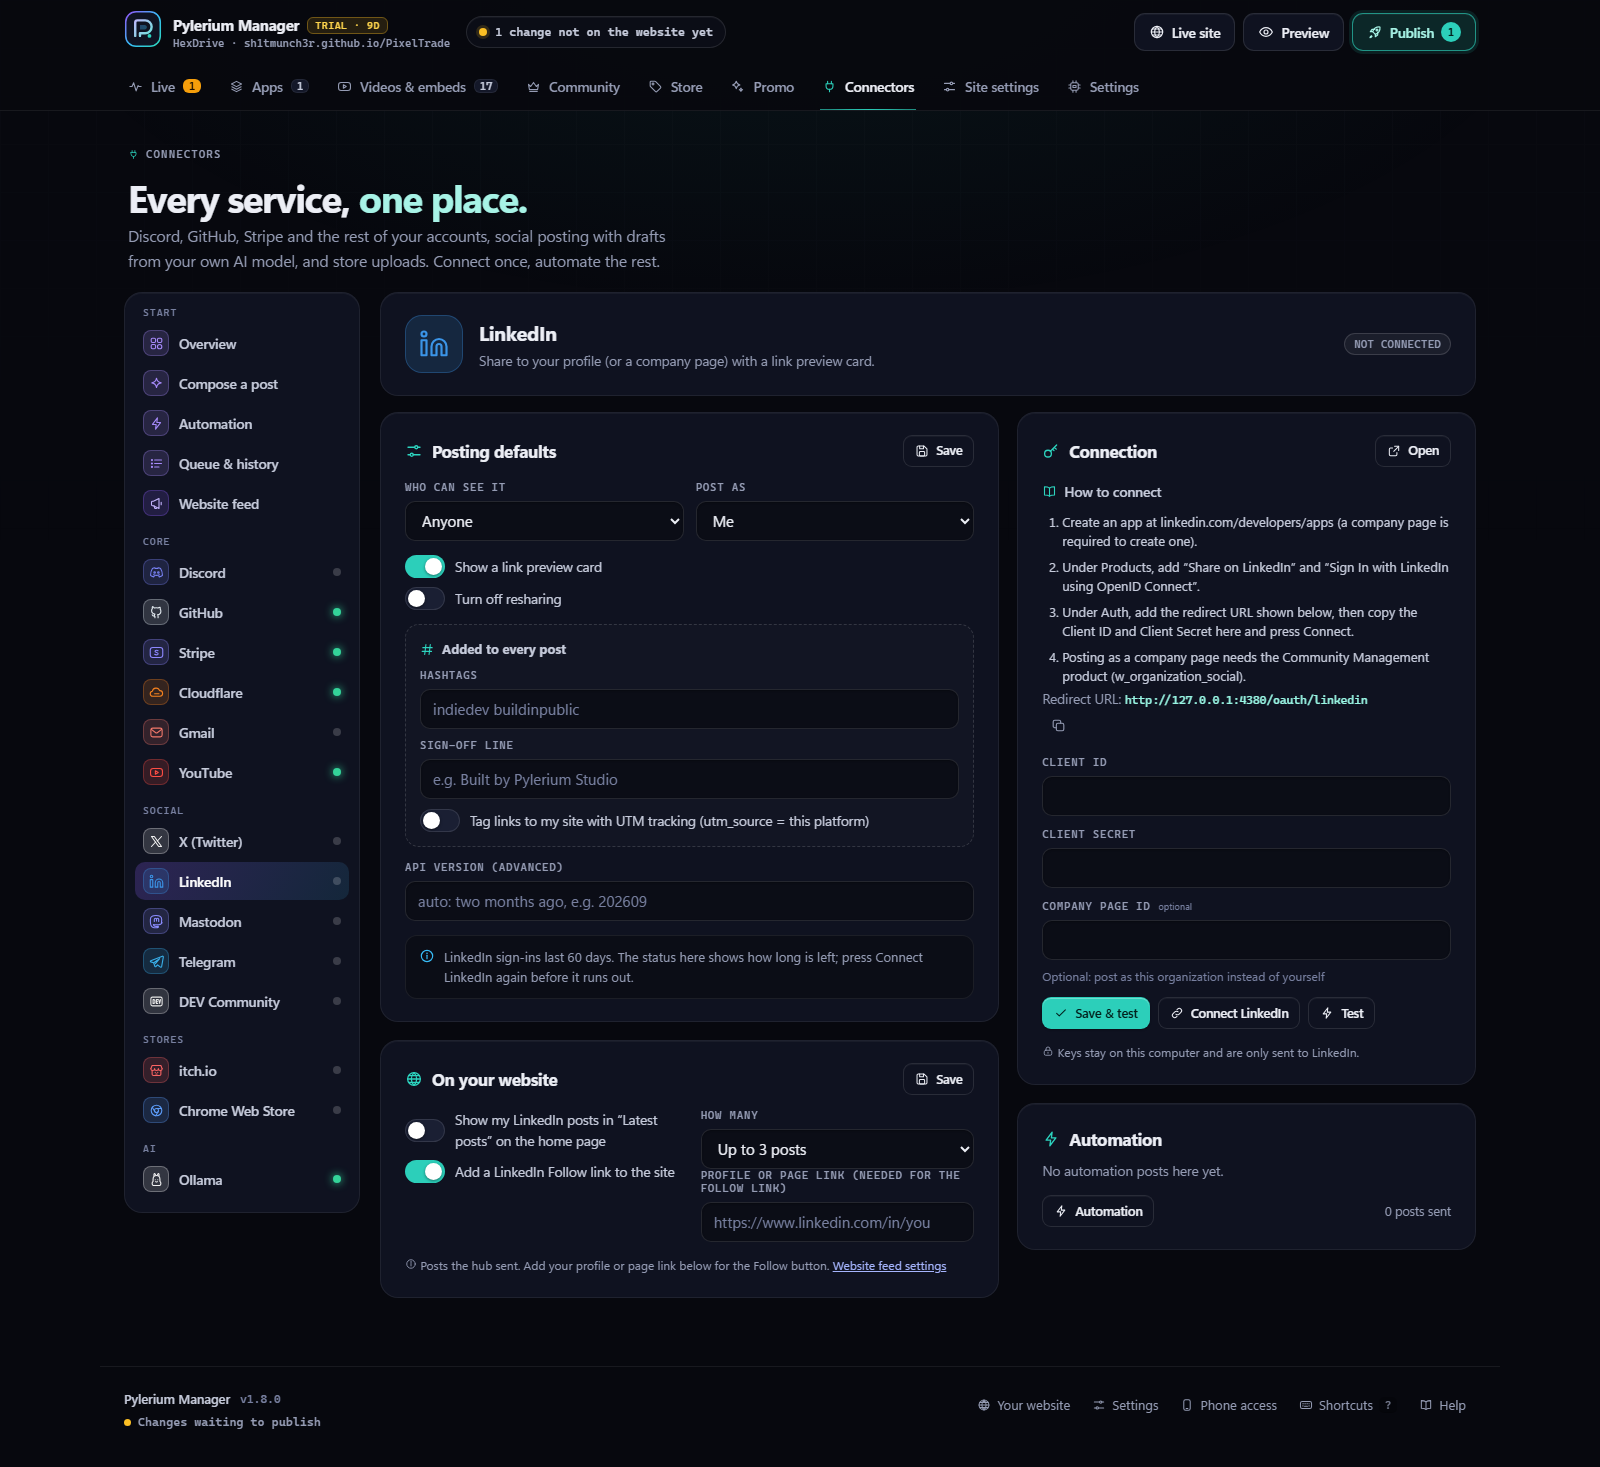 Pylerium Manager TRIAL · 9D
HexDrive · sh1tmunch3r.github.io/PixelTrade
1 change not on the website yet
Live site
Preview
Publish 1
Live 1
Apps 1
Videos & embeds 17
Community
Store
Promo
Connectors
Site settings
Settings
CONNECTORS
Every service, one place.
Discord, GitHub, Stripe and the rest of your accounts, social posting with drafts
from your own AI model, and store uploads. Connect once, automate the rest.
START
Overview
Compose a post
Automation
Queue & history
Website feed
CORE
Discord
GitHub
Stripe
Cloudflare
Gmail
YouTube
SOCIAL
X (Twitter)
LinkedIn
Mastodon
Telegram
DEV Community
STORES
itch.io
Chrome Web Store
AI
Ollama
LinkedIn
Share to your profile (or a company page) with a link preview card.
NOT CONNECTED
Posting defaults
Save
WHO CAN SEE IT
Anyone
POST AS
Me
Show a link preview card
Turn off resharing
# Added to every post
HASHTAGS
indiedev buildinpublic
SIGN-OFF LINE
e.g. Built by Pylerium Studio
Tag links to my site with UTM tracking (utm_source = this platform)
API VERSION (ADVANCED)
auto: two months ago, e.g. 202609
LinkedIn sign-ins last 60 days. The status here shows how long is left; press Connect
LinkedIn again before it runs out.
On your website
Save
Show my LinkedIn posts in “Latest
posts” on the home page
Add a LinkedIn Follow link to the site
HOW MANY
Up to 3 posts
PROFILE OR PAGE LINK (NEEDED FOR THE
FOLLOW LINK)
https://www.linkedin.com/in/you
Posts the hub sent. Add your profile or page link below for the Follow button. Website feed settings
Connection
Open
How to connect
1. Create an app at linkedin.com/developers/apps (a company page is
required to create one).
2. Under Products, add “Share on LinkedIn” and “Sign In with LinkedIn
using OpenID Connect”.
3. Under Auth, add the redirect URL shown below, then copy the
Client ID and Client Secret here and press Connect.
4. Posting as a company page needs the Community Management
product (w_organization_social).
Redirect URL: http://127.0.0.1:4380/oauth/linkedin
CLIENT ID
CLIENT SECRET
COMPANY PAGE ID optional
Optional: post as this organization instead of yourself
Save & test
Connect LinkedIn
Test
Keys stay on this computer and are only sent to LinkedIn.
Automation
No automation posts here yet.
Automation
0 posts sent
Pylerium Manager v1.8.0
Changes waiting to publish
Your website
Settings
Phone access
Shortcuts ?
Help